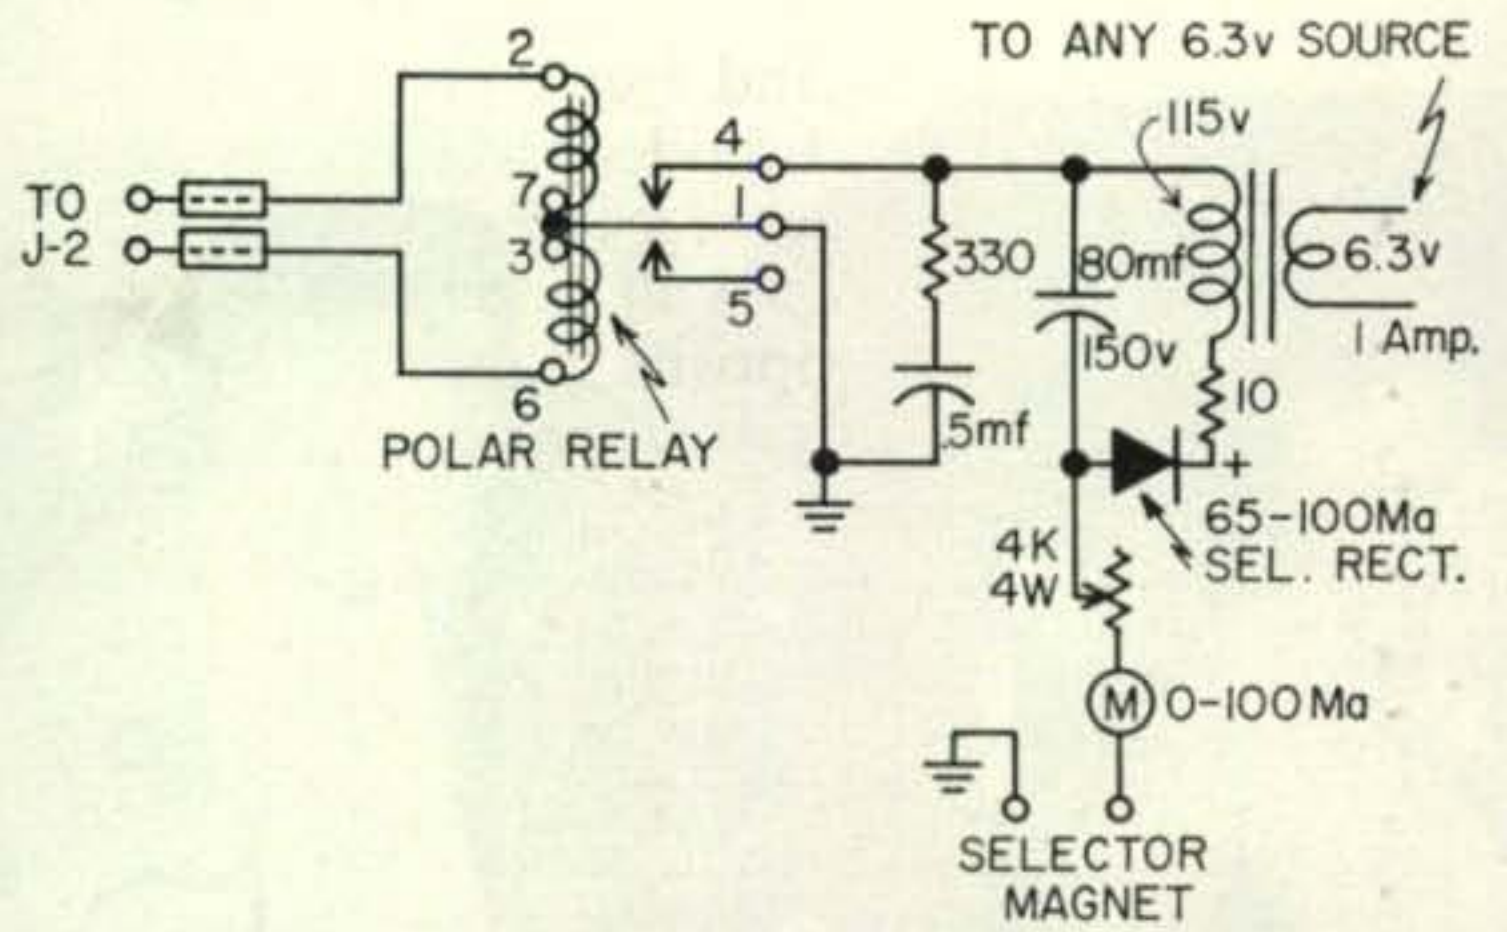 TO ANY 6.3v SOURCE
2
115v
4
TO
J-2
7
1
3
330
80mf
6.3v
5
150v
1 Amp.
6
10
.5mf
POLAR RELAY
+
65-100Ma
SEL. RECT.
4K
4W
M
0-100 Ma
SELECTOR
MAGNET